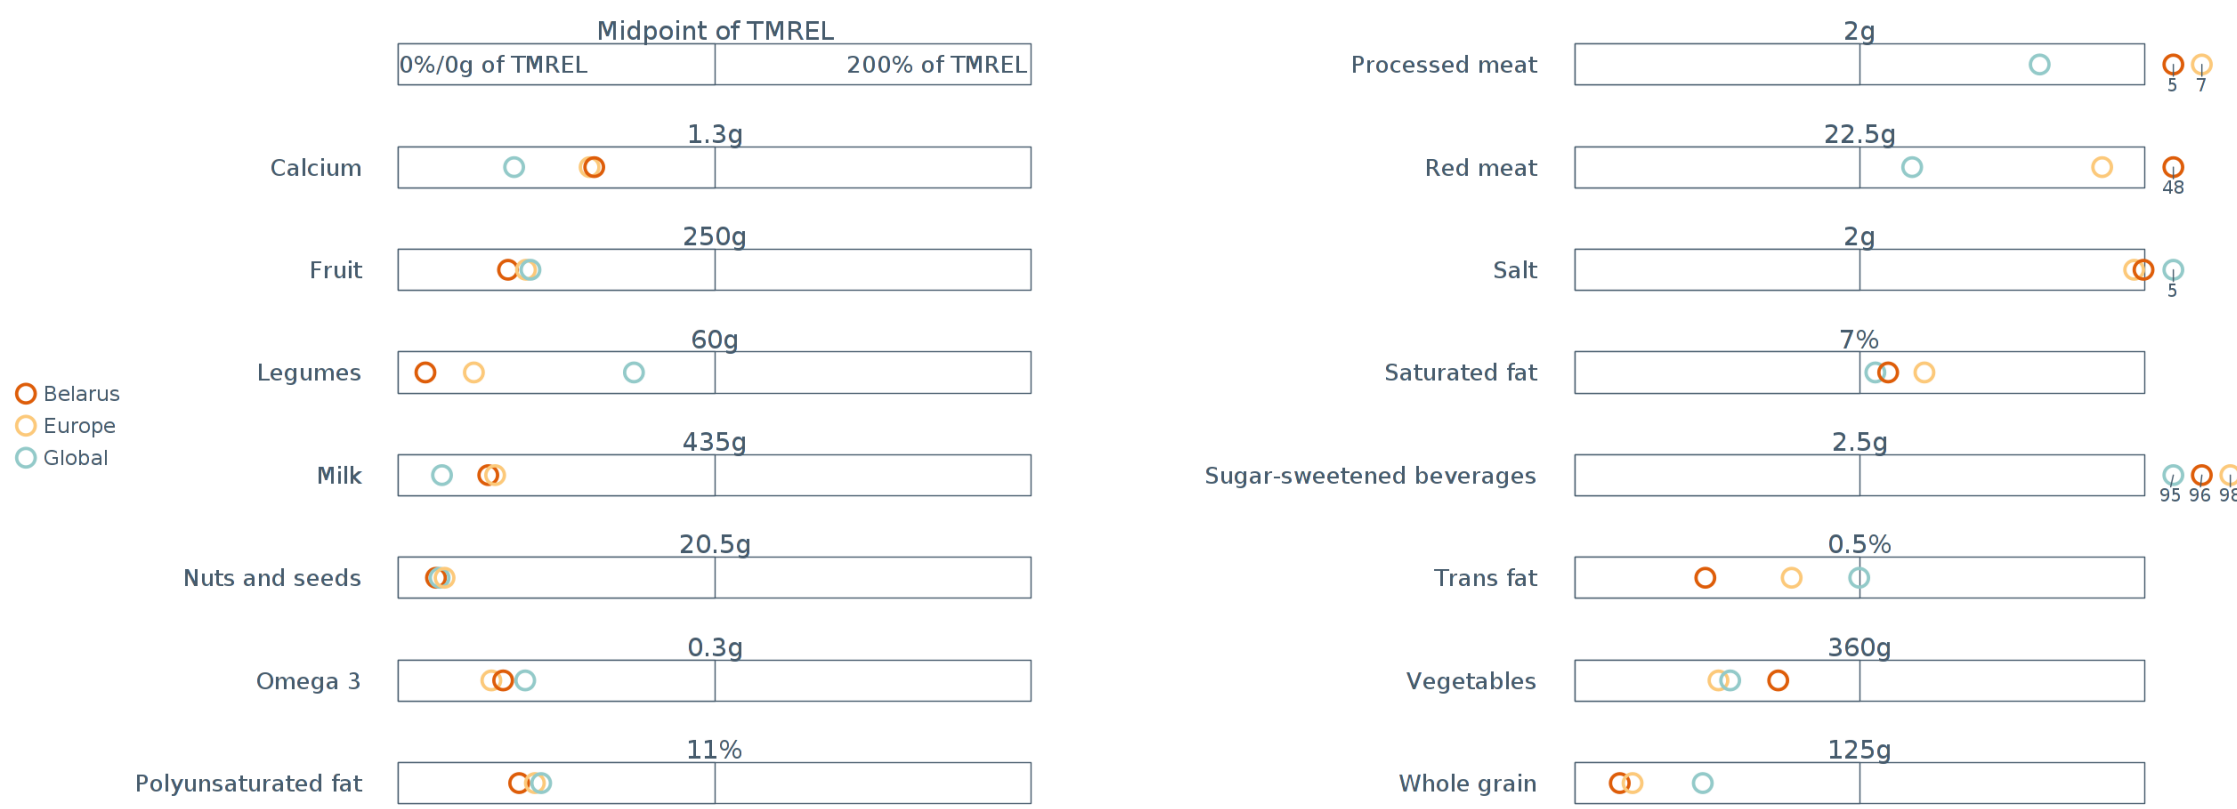 Midpoint of TMREL
0%/0g of TMREL
200% of TMREL
1.3g
Calcium
250g
Fruit
60g
Legumes
Belarus
Europe
Global
435g
Milk
20.5g
Nuts and seeds
0.3g
Omega 3
11%
Polyunsaturated fat
2g
Processed meat
5 7
22.5g
Red meat
48
2g
Salt
5
7%
Saturated fat
2.5g
Sugar-sweetened beverages
95 96 98
0.5%
Trans fat
360g
Vegetables
125g
Whole grain